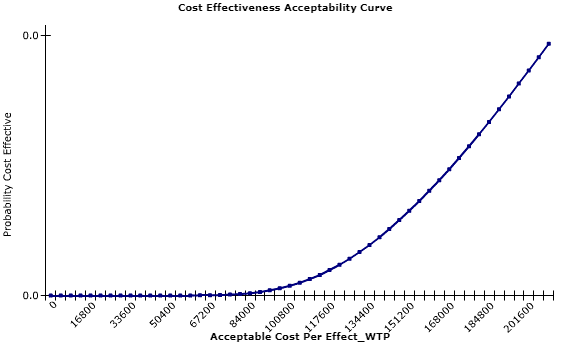 Cost Effectiveness Acceptability Curve
0.0
Probability Cost Effective
0.0
0 16800 33600 50400 67200 84000 100800 117600 134400 151200 168000 184800 201600
Acceptable Cost Per Effect_WTP